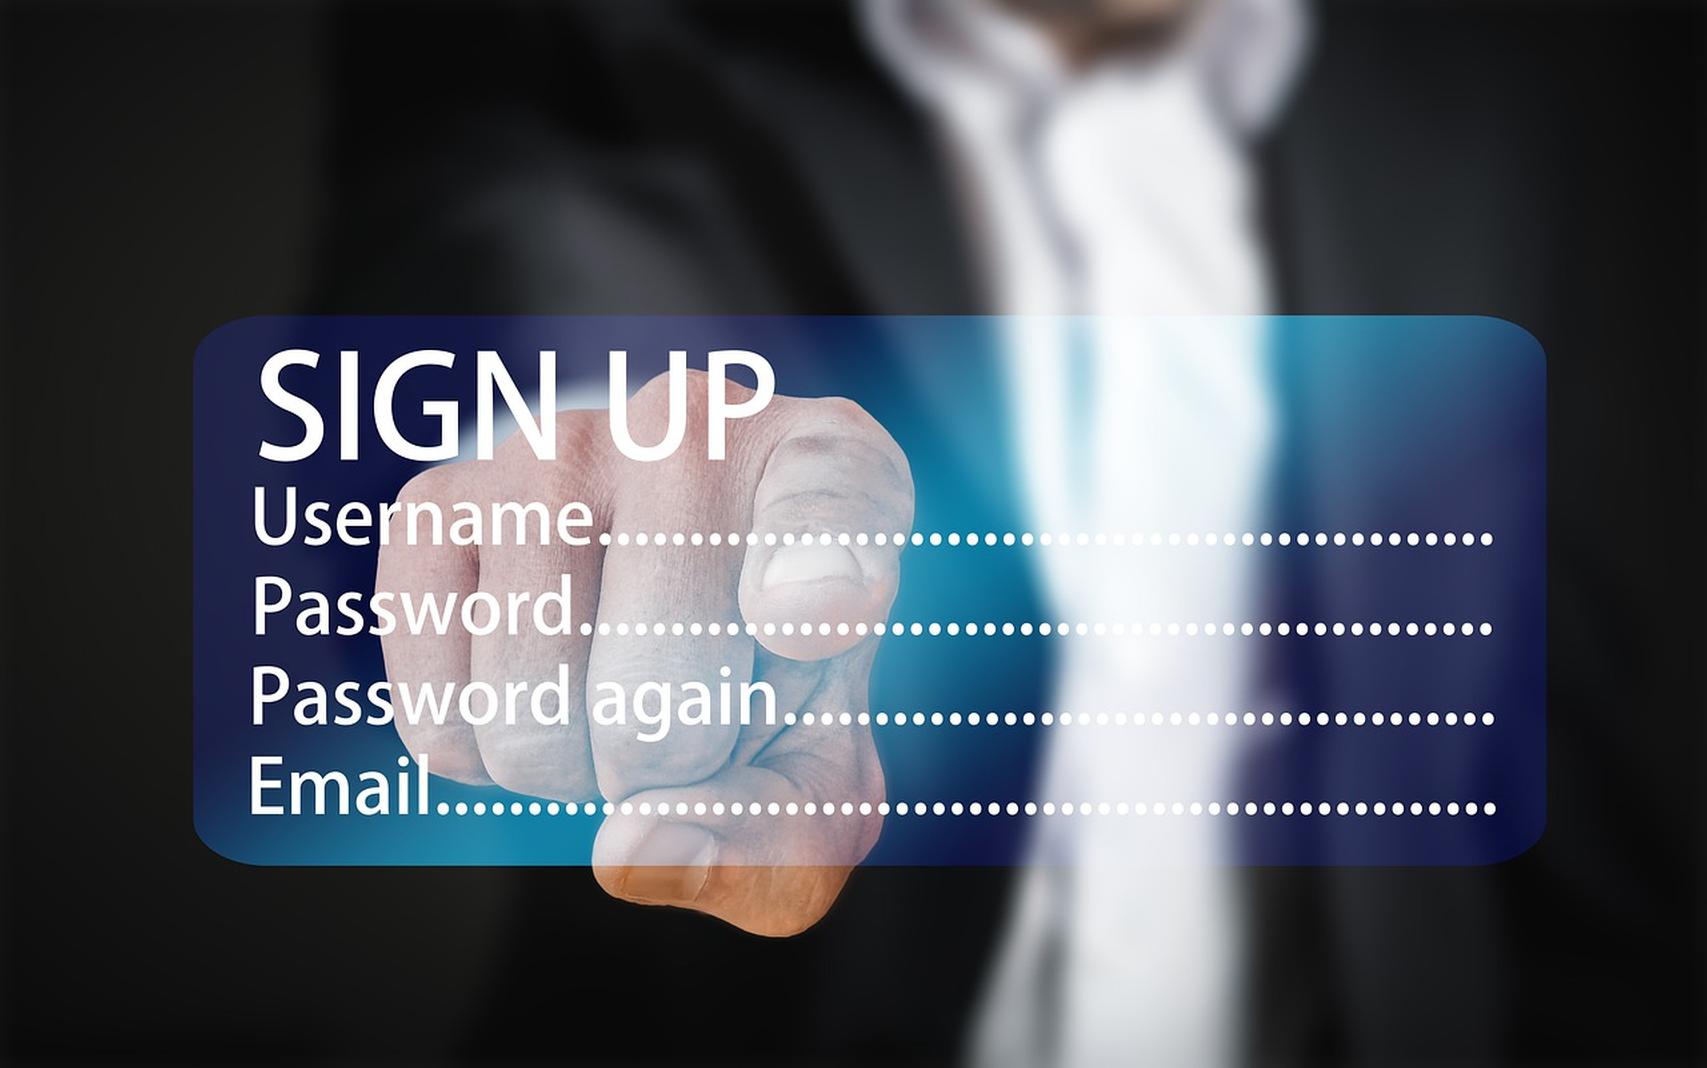 SIGN UP
Username.................................................
Password..................................................
Password again.......................................
Email..........................................................